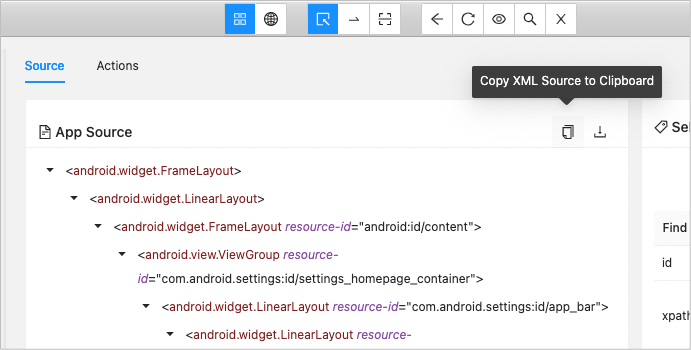 Source
Actions
Copy XML Source to Clipboard
App Source
<android.widget.FrameLayout>
<android.widget.LinearLayout>
<android.widget.FrameLayout resource-id="android:id/content">
<android.view.ViewGroup resource-
id="com.android.settings:id/settings_homepage_container">
<android.widget.LinearLayout resource-id="com.android.settings:id/app_bar">
<android.widget.LinearLayout resource-
Find
id